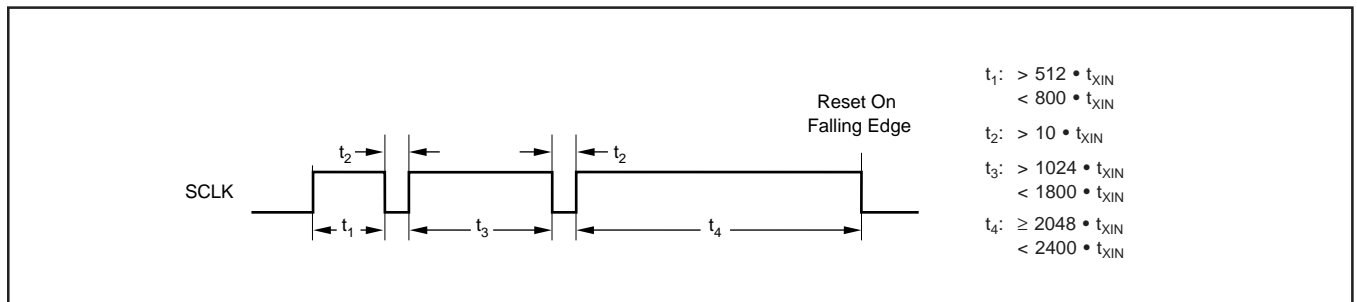 Reset On
Falling Edge
SCLK
t₂
t₂
t₁
t₃
t₄
t₁: > 512 • tXIN
< 800 • tXIN
t₂: > 10 • tXIN
t₃: > 1024 • tXIN
< 1800 • tXIN
t₄: ≥ 2048 • tXIN
< 2400 • tXIN